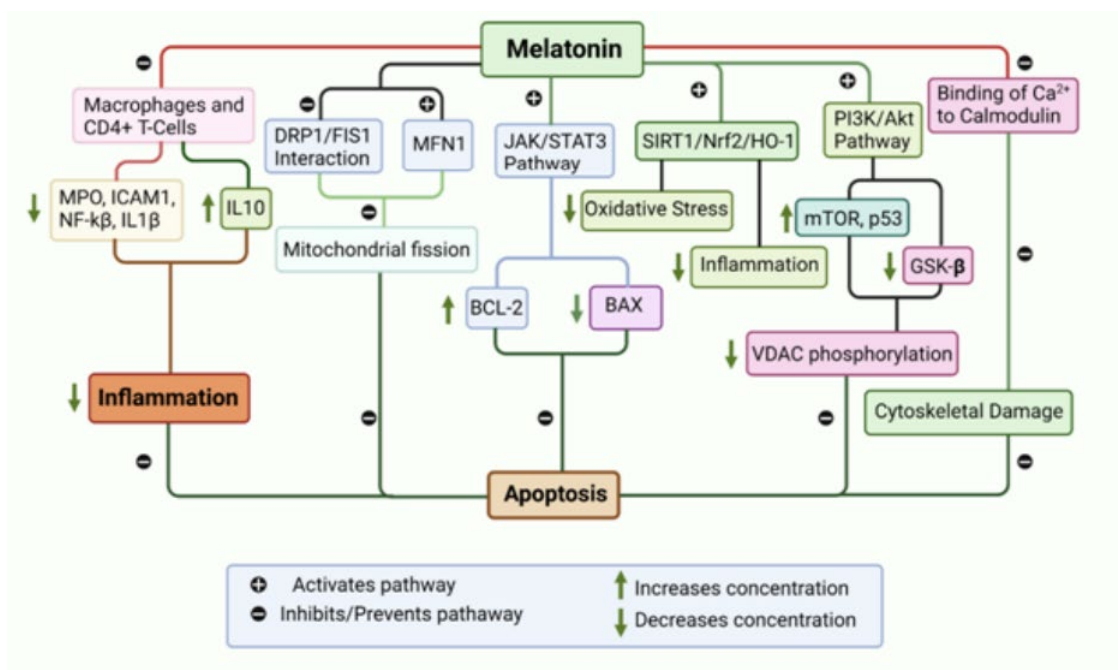 Melatonin
Macrophages and
CD4+ T-Cells
DRP1/FIS1
Interaction
MFN1
JAK/STAT3
Pathway
SIRT1/Nrf2/HO-1
PI3K/Akt
Pathway
Binding of Ca²⁺
to Calmodulin
MPO, ICAM1,
NF-kβ, IL1β
IL10
Mitochondrial fission
Oxidative Stress
Inflammation
mTOR, p53
GSK-β
BCL-2
BAX
VDAC phosphorylation
Inflammation
Cytoskeletal Damage
Apoptosis
Activates pathway
Inhibits/Prevents pathaway
Increases concentration
Decreases concentration